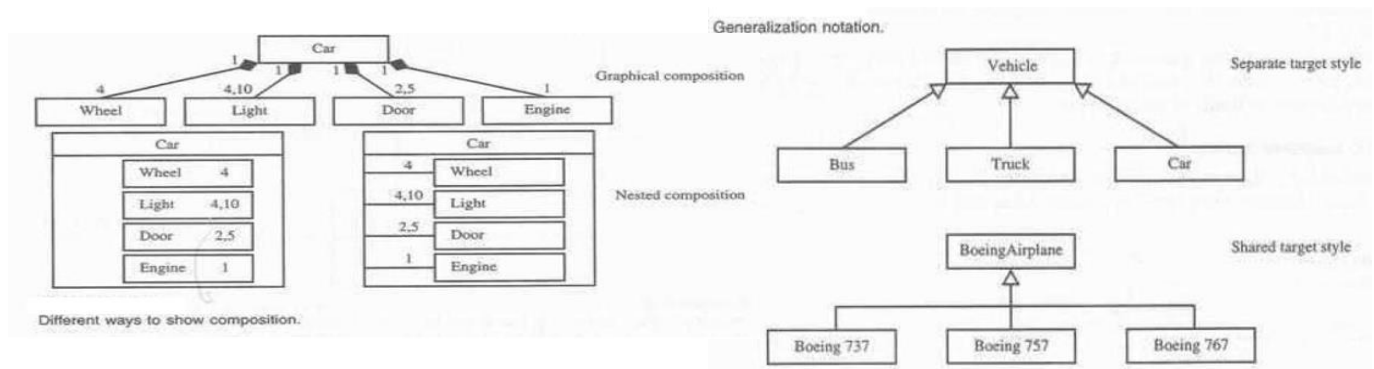 Car
1
1
1
1
4
4,10
2,5
1
Graphical composition
Wheel
Light
Door
Engine
Car
Wheel 4
Light 4,10
Door 2,5
Engine 1
Car
4 Wheel
4,10 Light
2,5 Door
1 Engine
Nested composition
Different ways to show composition.
Generalization notation.
Vehicle
Separate target style
Bus
Truck
Car
BoeingAirplane
Shared target style
Boeing 737
Boeing 757
Boeing 767